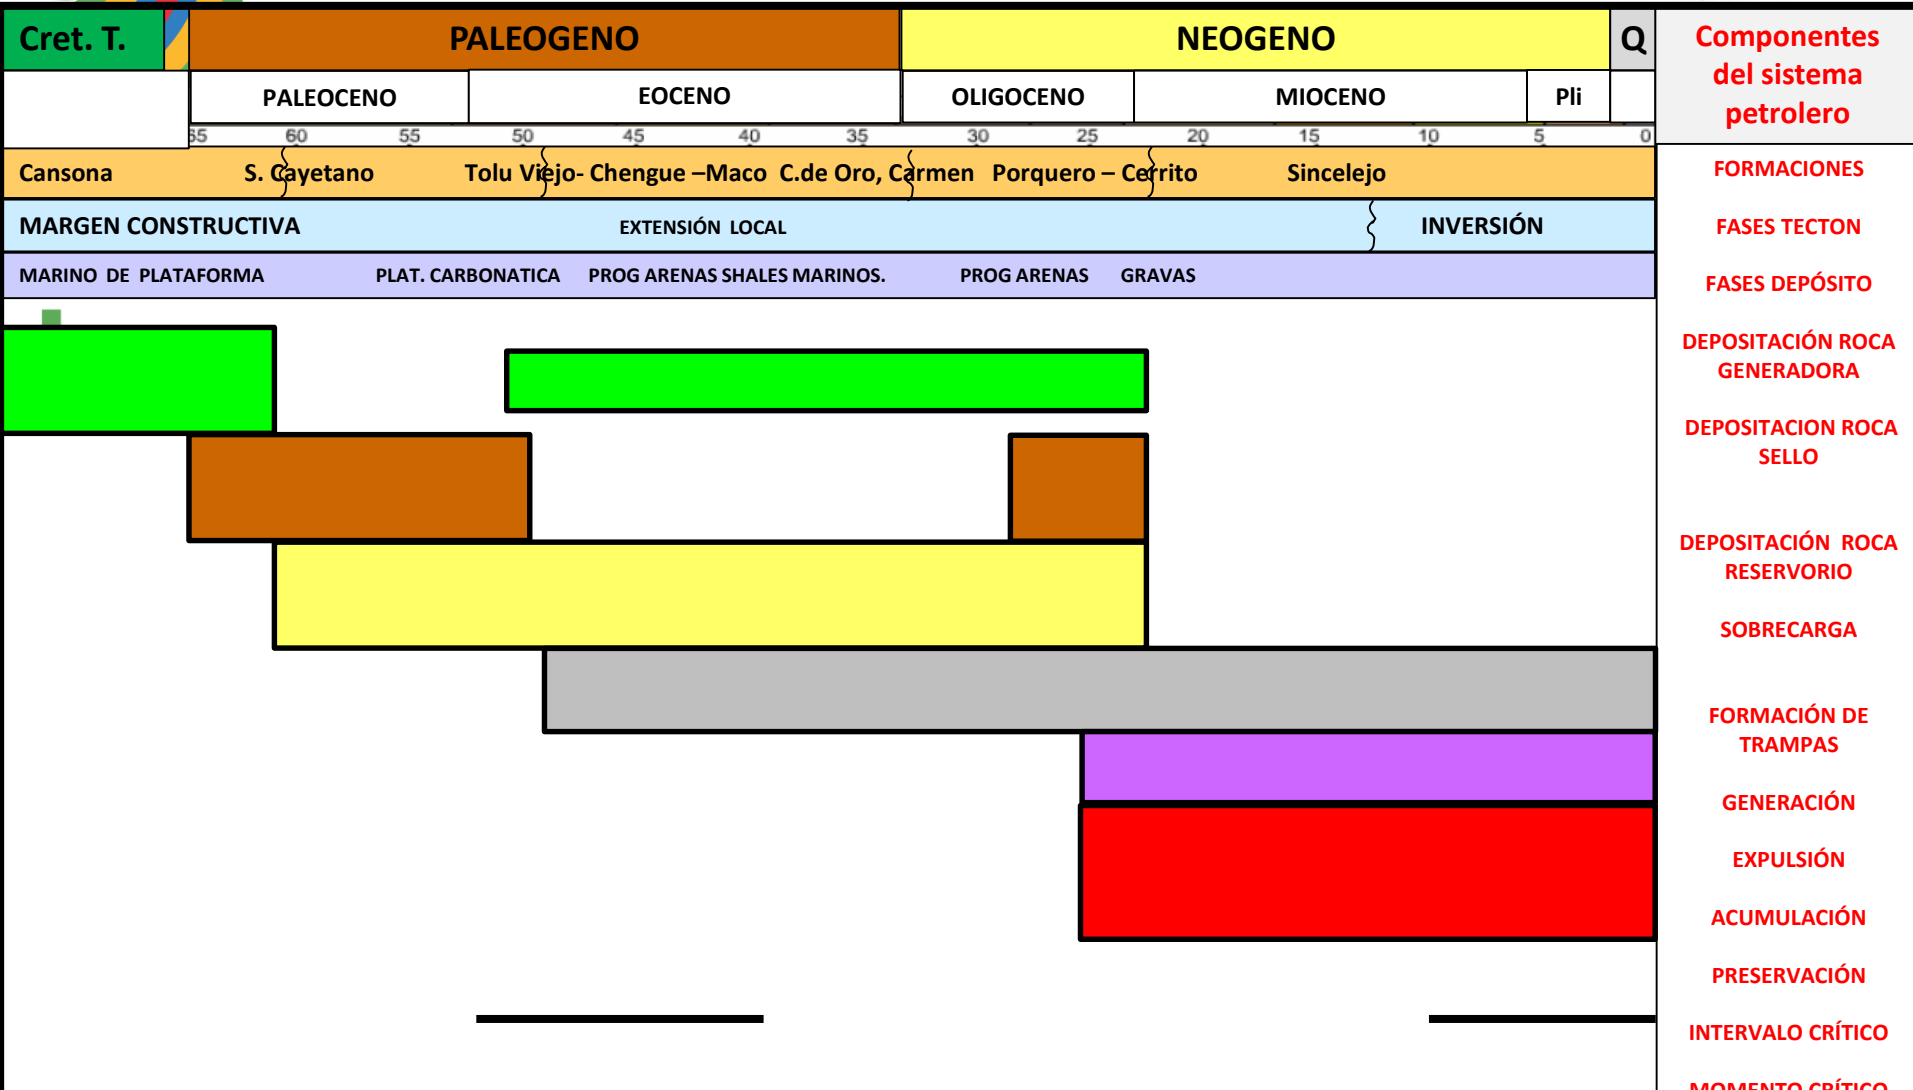 Cret. T.
PALEOGENO
NEOGENO
Q
Componentes
del sistema
petrolero
PALEOCENO
EOCENO
OLIGOCENO
MIOCENO
Pli
65 60 55 50 45 40 35 30 25 20 15 10 5 0
Cansona S. Cayetano Tolu Viejo- Chengue –Maco C.de Oro, Carmen Porquero – Cerrito Sincelejo
FORMACIONES
MARGEN CONSTRUCTIVA EXTENSIÓN LOCAL INVERSIÓN
FASES TECTON
MARINO DE PLATAFORMA PLAT. CARBONATICA PROG ARENAS SHALES MARINOS. PROG ARENAS GRAVAS
FASES DEPÓSITO
DEPOSITACIÓN ROCA
GENERADORA
DEPOSITACION ROCA
SELLO
DEPOSITACIÓN ROCA
RESERVORIO
SOBRECARGA
FORMACIÓN DE
TRAMPAS
GENERACIÓN
EXPULSIÓN
ACUMULACIÓN
PRESERVACIÓN
INTERVALO CRÍTICO
MOMENTO CRÍTICO